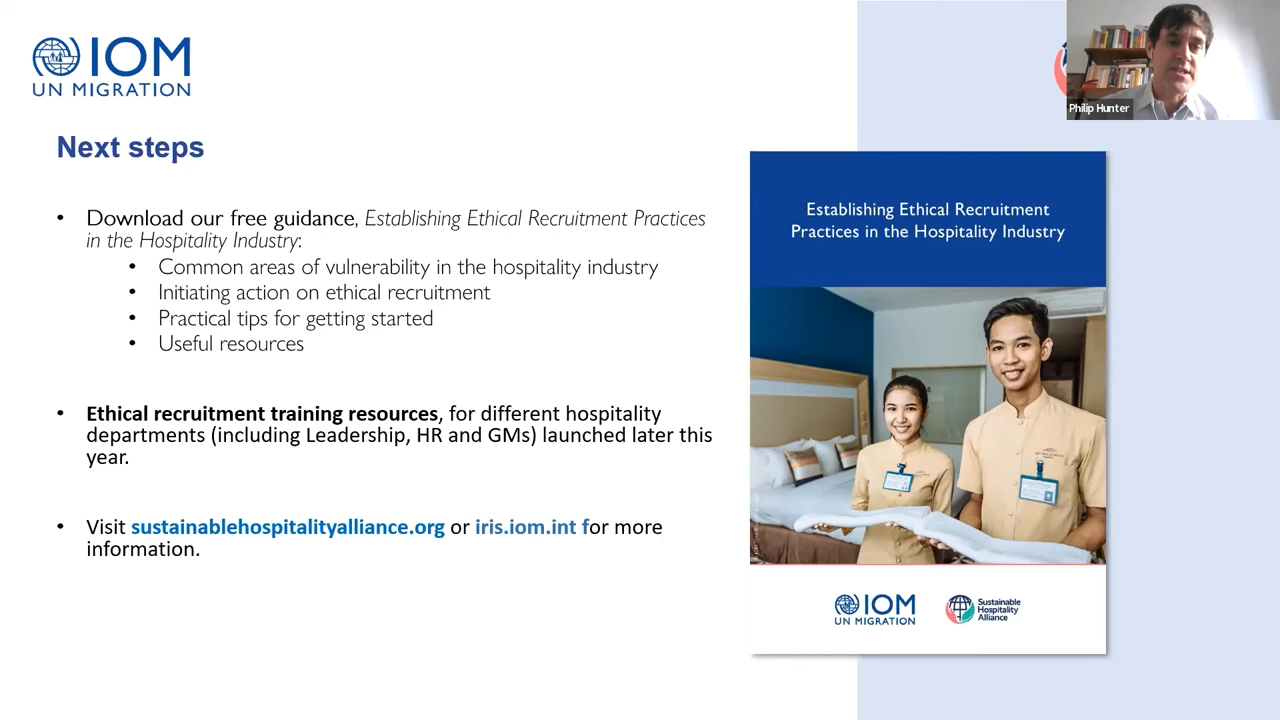 IOM
UN MIGRATION
Philip Hunter
Next steps
• Download our free guidance, Establishing Ethical Recruitment Practices
in the Hospitality Industry:
• Common areas of vulnerability in the hospitality industry
• Initiating action on ethical recruitment
• Practical tips for getting started
• Useful resources
• Ethical recruitment training resources, for different hospitality
departments (including Leadership, HR and GMs) launched later this
year.
• Visit sustainablehospitalityalliance.org or iris.iom.int for more
information.
Establishing Ethical Recruitment
Practices in the Hospitality Industry
IOM
UN MIGRATION
Sustainable
Hospitality
Alliance